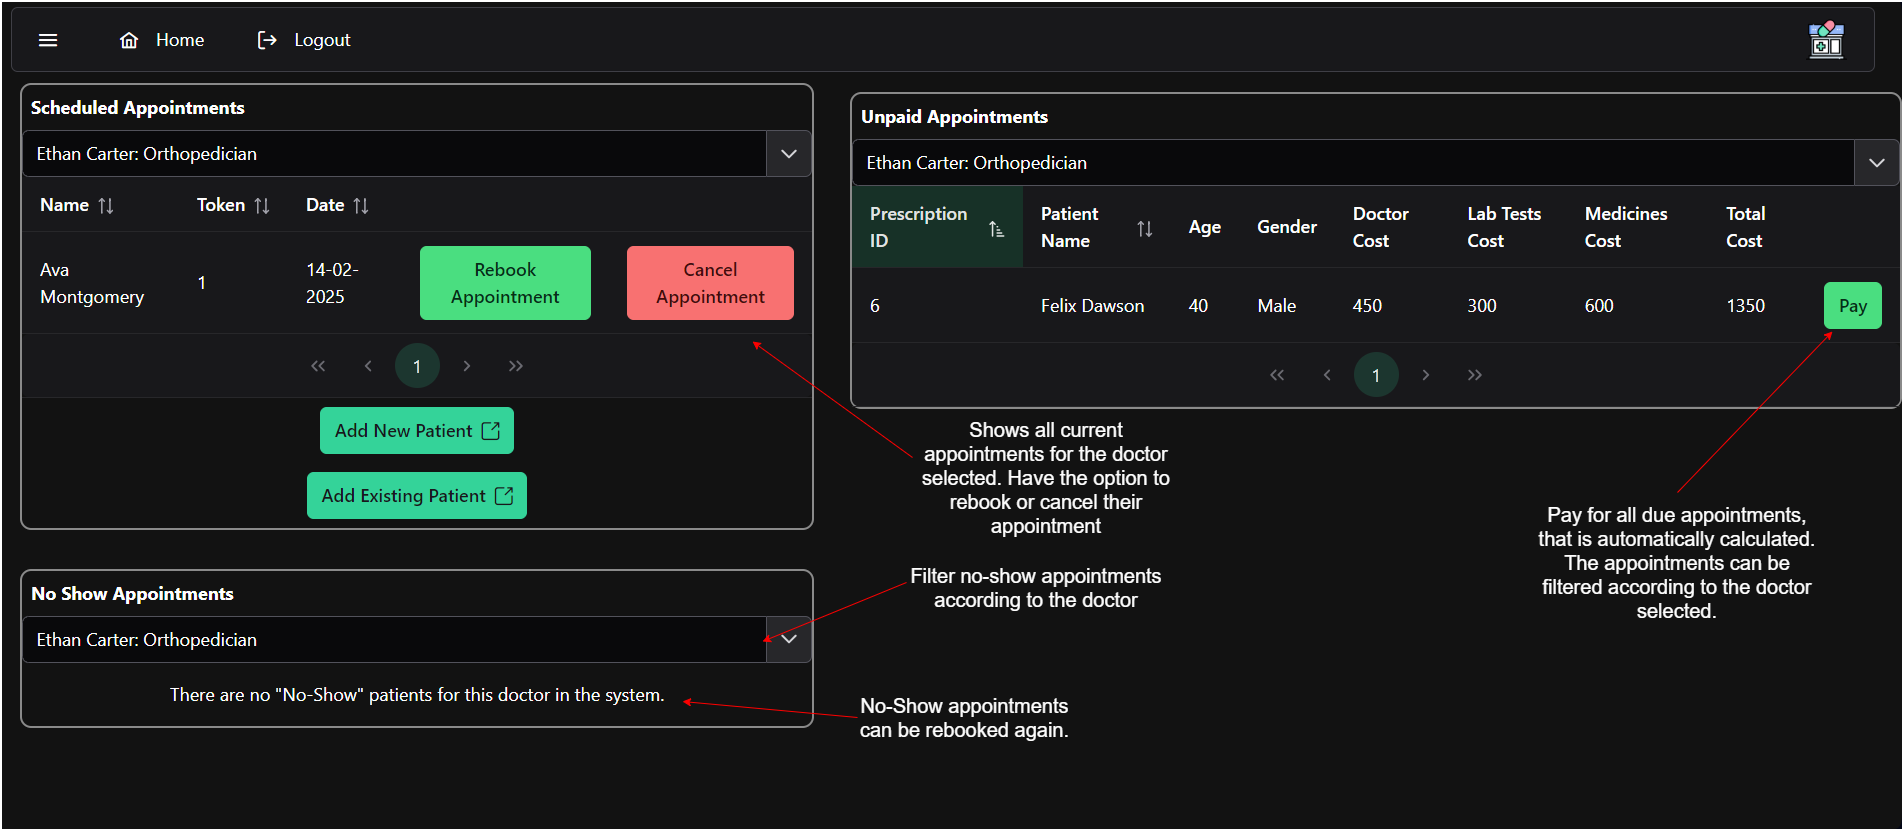 Home
Logout
Scheduled Appointments
Ethan Carter: Orthopedician
Name Token Date
Ava
Montgomery
1
14-02-
2025
Rebook
Appointment
Cancel
Appointment
1
Add New Patient
Add Existing Patient
No Show Appointments
Ethan Carter: Orthopedician
There are no "No-Show" patients for this doctor in the system.
Unpaid Appointments
Ethan Carter: Orthopedician
Prescription
ID
Patient
Name
Age
Gender
Doctor
Cost
Lab Tests
Cost
Medicines
Cost
Total
Cost
6 Felix Dawson 40 Male 450 300 600 1350 Pay
1
Shows all current
appointments for the doctor
selected. Have the option to
rebook or cancel their
appointment
Filter no-show appointments
according to the doctor
No-Show appointments
can be rebooked again.
Pay for all due appointments,
that is automatically calculated.
The appointments can be
filtered according to the doctor
selected.